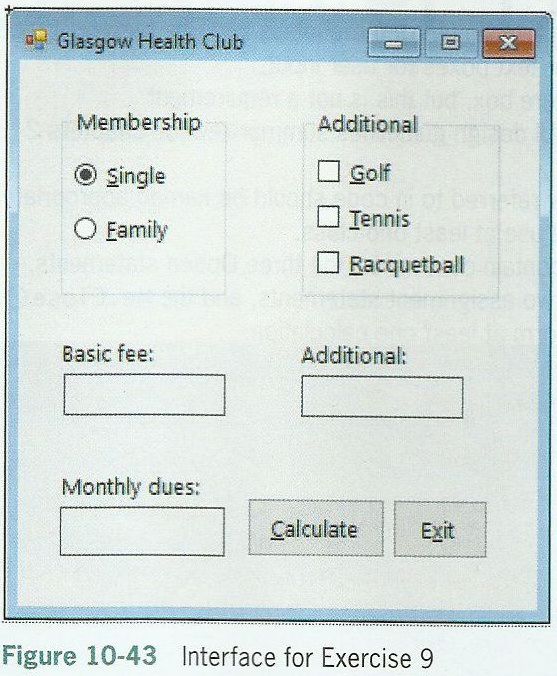 Glasgow Health Club
Membership
Single
Family
Additional
Golf
Tennis
Racquetball
Basic fee:
Additional:
Monthly dues:
Calculate
Exit
Figure 10-43 Interface for Exercise 9